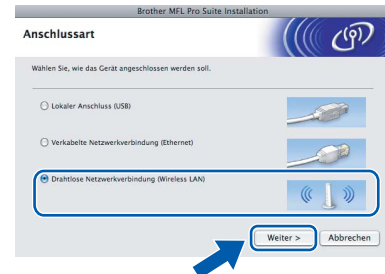 Brother MFL Pro Suite Installation
Anschlussart
Wählen Sie, wie das Gerät angeschlossen werden soll.
Lokaler Anschluss (USB)
Verkabelte Netzwerkverbindung (Ethernet)
Drahtlose Netzwerkverbindung (Wireless LAN)
Weiter >
Abbrechen